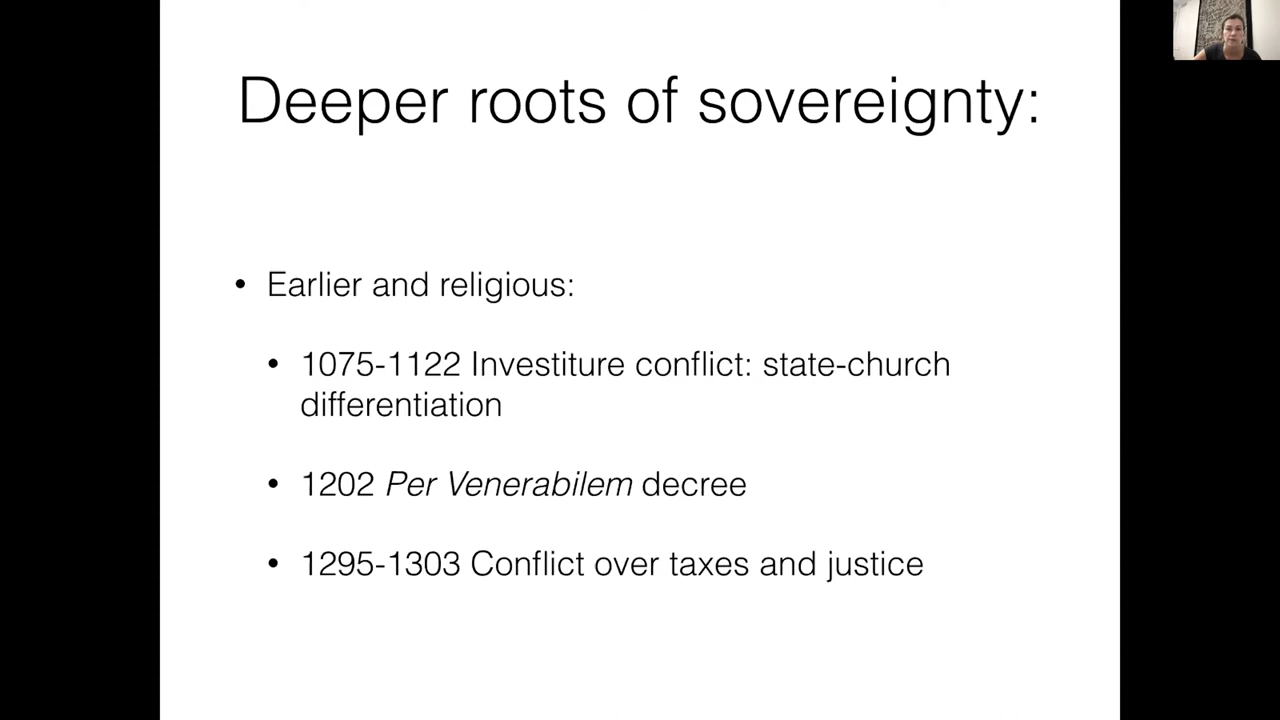 Deeper roots of sovereignty:
• Earlier and religious:
• 1075-1122 Investiture conflict: state-church
differentiation
• 1202 Per Venerabilem decree
• 1295-1303 Conflict over taxes and justice